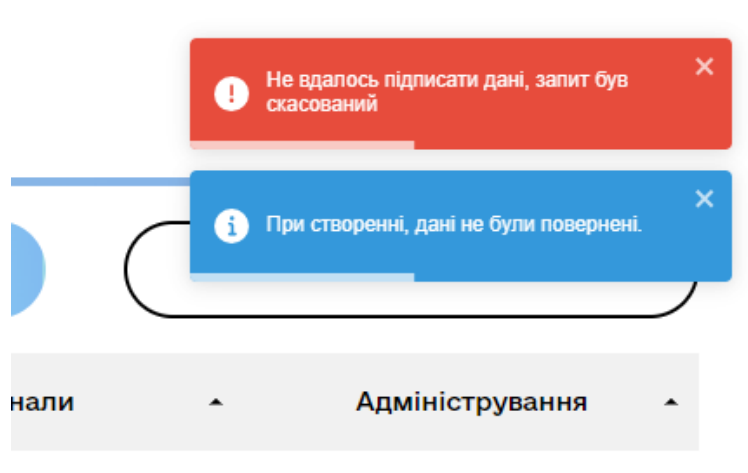 Не вдалось підписати дані, запит був
скасований
При створенні, дані не були повернені.
нали
Адміністрування